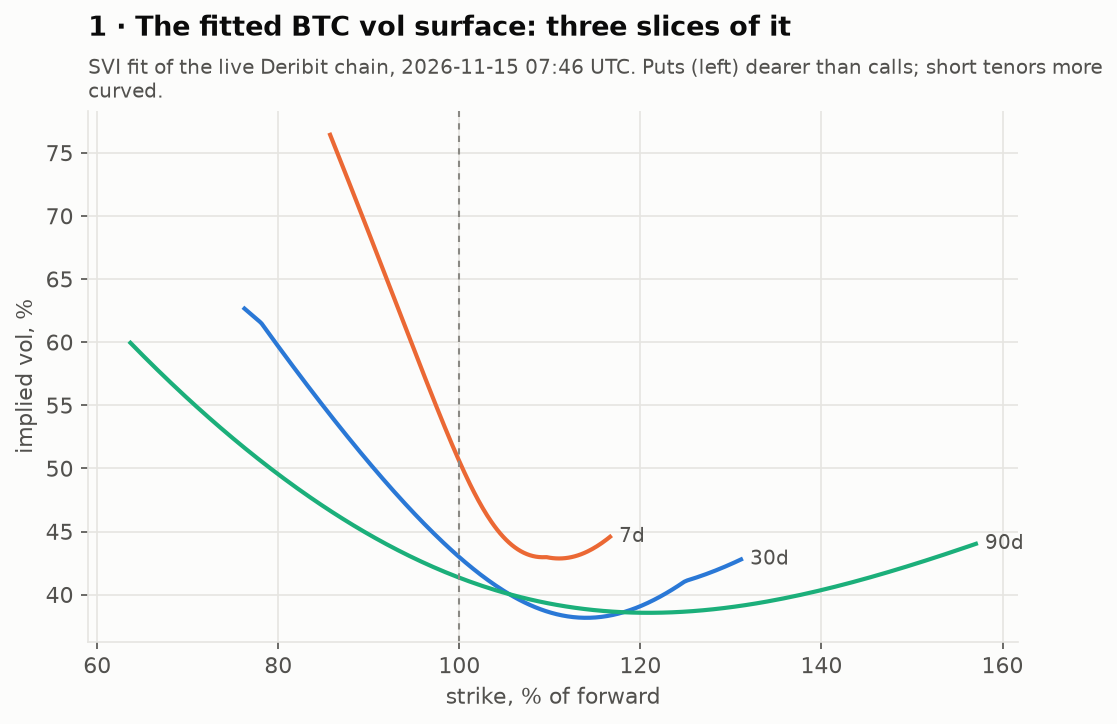 1 · The fitted BTC vol surface: three slices of it
SVI fit of the live Deribit chain, 2026-11-15 07:46 UTC. Puts (left) dearer than calls; short tenors more
curved.
75
70
65
60
55
50
45
40
implied vol, %
7d
30d
90d
60 80 100 120 140 160
strike, % of forward